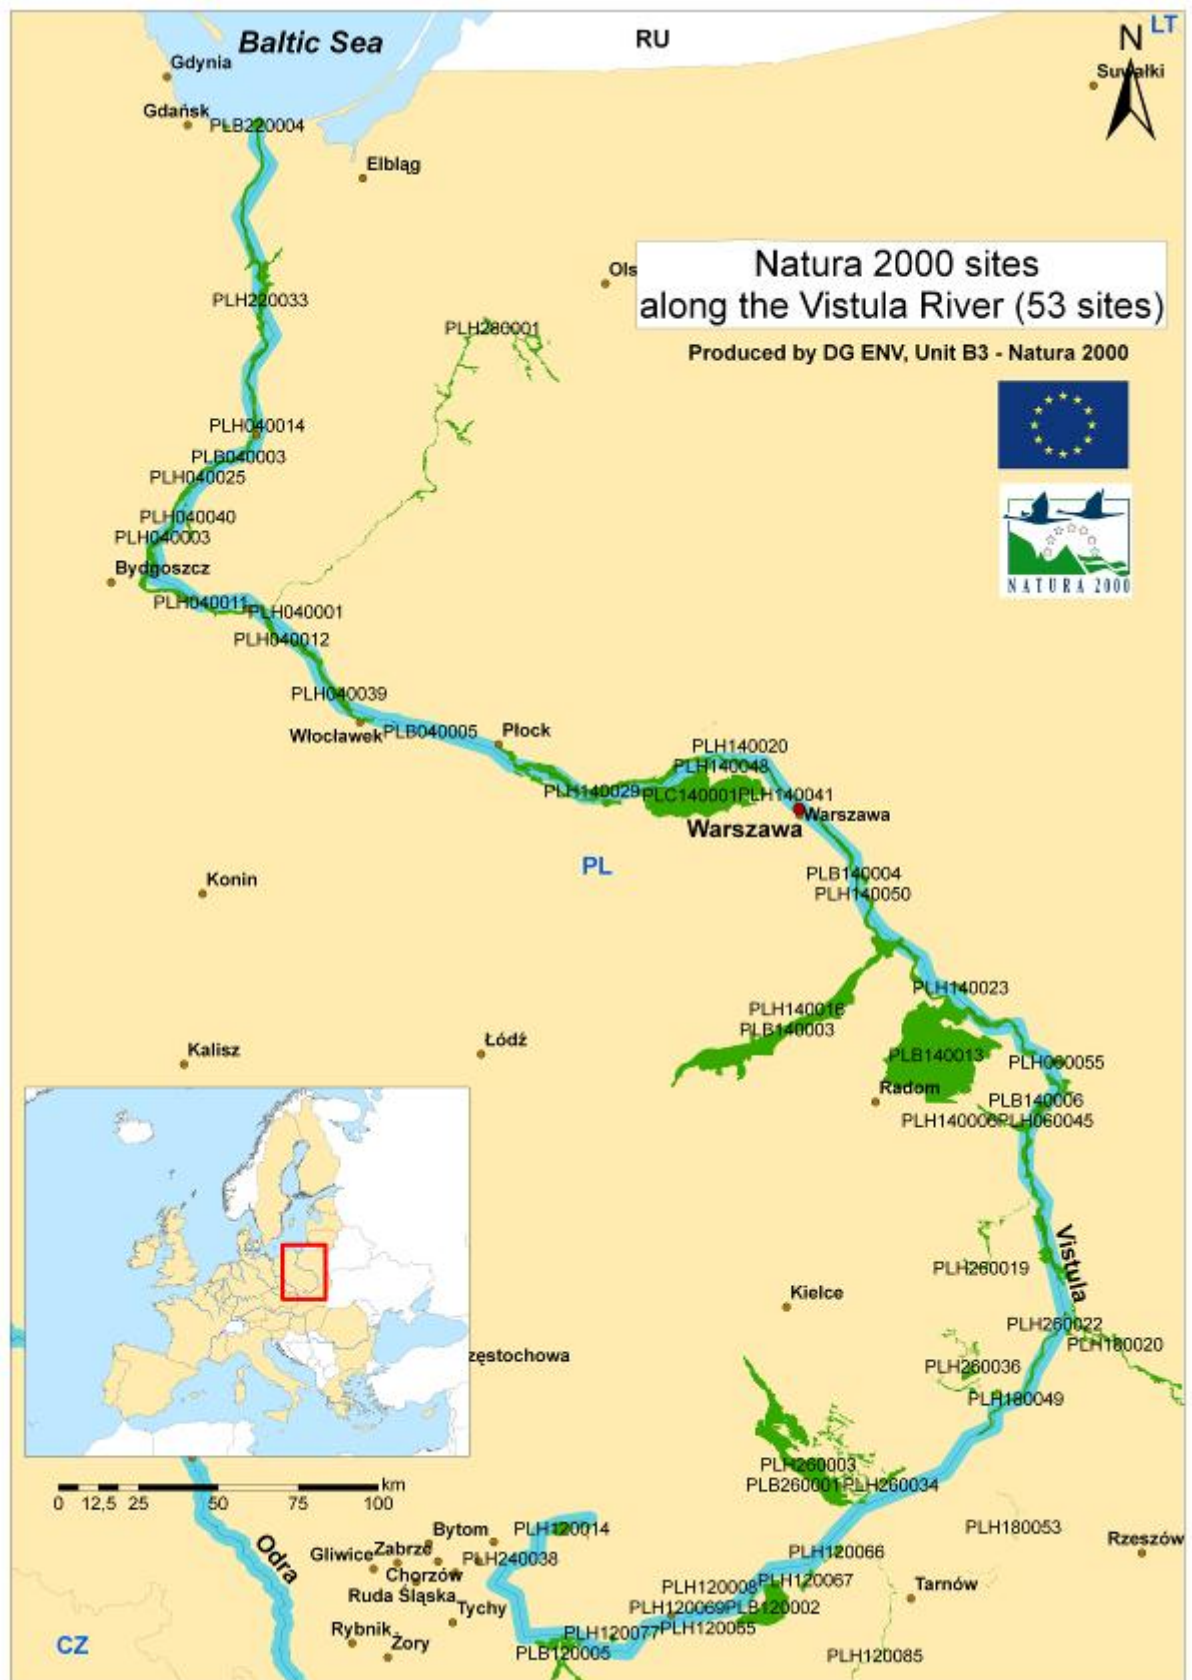 Baltic Sea
RU
LT
N
Gdynia
Suwałki
Gdańsk
PLB220004
Elbląg
Natura 2000 sites
Ols
along the Vistula River (53 sites)
PLH220033
PLH280001
Produced by DG ENV, Unit B3 - Natura 2000
PLH040014
PLB040003
PLH040025
PLH040040
PLH040003
NATURA 2000
Bydgoszcz
PLH040011
PLH040001
PLH040012
PLH040039
Włocławek
PLB040005
Płock
PLH140020
PLH140048
PLH140029
PLC140001
PLH140041
Warszawa
Warszawa
PL
PLB140004
PLH140050
Konin
PLH140023
PLH140016
PLB140003
Łódź
Kalisz
PLB140013
PLH060055
Radom
PLB140006
PLH140006
PLH060045
Vistula
PLH260019
Kielce
PLH260022
PLH180020
zęstochowa
PLH260036
PLH180049
PLH260003
PLB260001
PLH260034
km
0 12,5 25 50 75 100
PLH180053
Bytom
PLH120014
Rzeszów
Odra
Gliwice
Zabrze
PLH240038
PLH120066
Chorzów
PLH120008
PLH120067
Tarnów
Ruda Śląska
Tychy
PLH120069
PLB120002
Rybnik
PLH120077
PLH120065
CZ
Żory
PLB120005
PLH120085